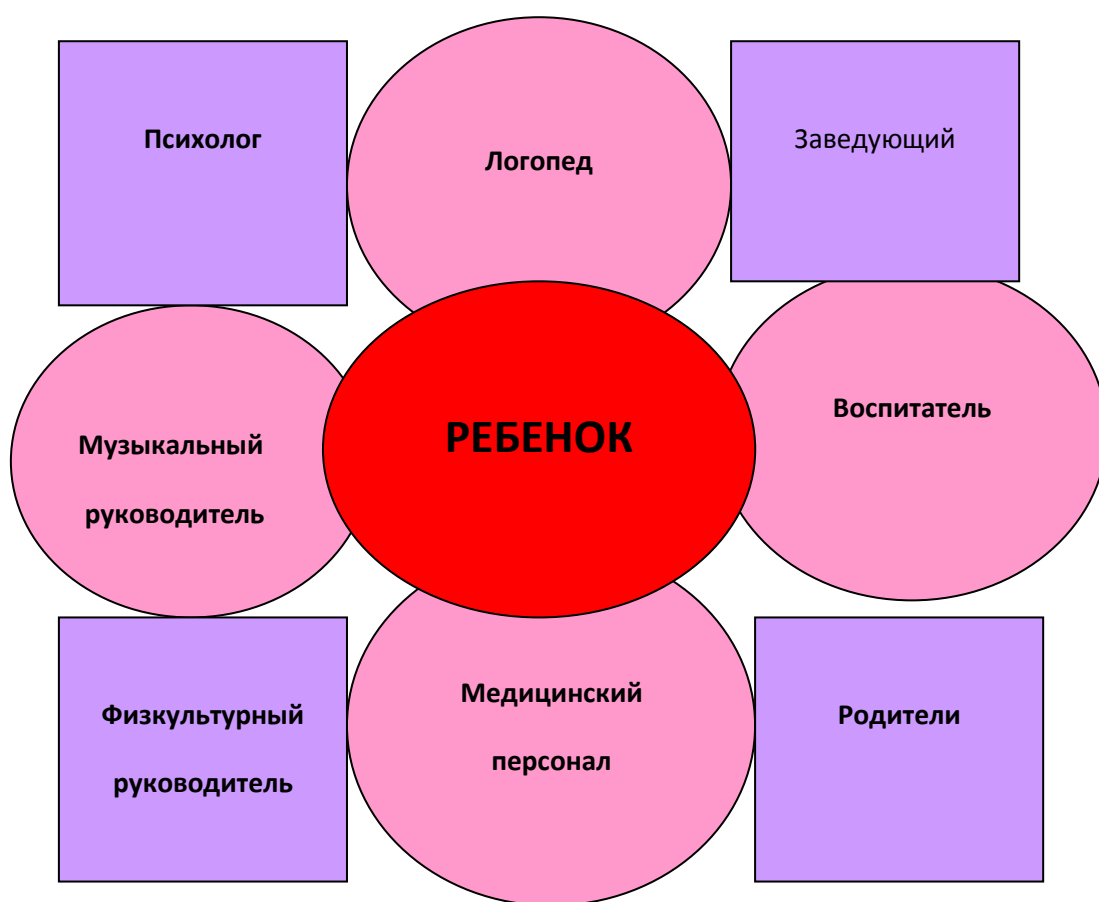 Психолог
Логопед
Заведующий
Музыкальный
руководитель
РЕБЕНОК
Воспитатель
Физкультурный
руководитель
Медицинский
персонал
Родители